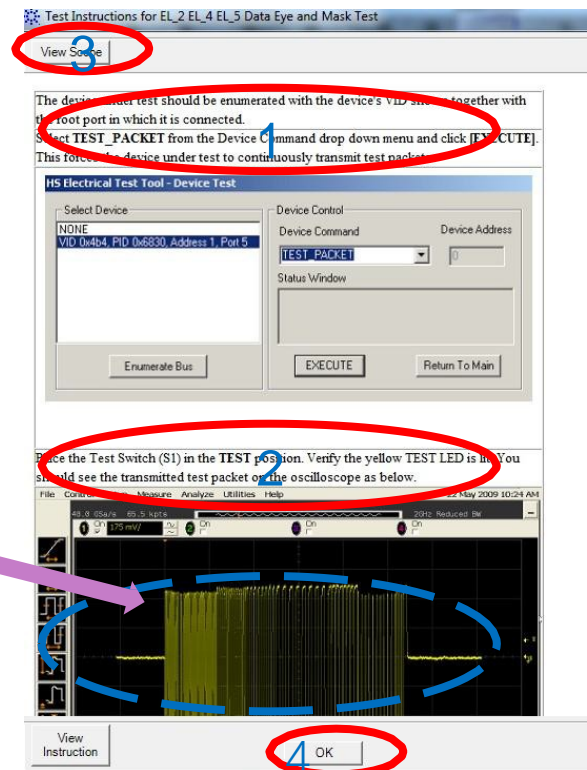 Test Instructions for EL_2 EL_4 EL_5 Data Eye and Mask Test
View Scope
3
The device under test should be enumerated with the device's VID shown together with
the root port in which it is connected.
Select TEST_PACKET from the Device Command drop down menu and click [EXECUTE].
1
This forces the device under test to continuously transmit test packets.
HS Electrical Test Tool - Device Test
Select Device
Device Control
NONE
VID 0x4b4, PID 0x6830, Address 1, Port 5
Device Command
Device Address
TEST_PACKET
0
Status Window
Enumerate Bus
EXECUTE
Return To Main
Place the Test Switch (S1) in the TEST position. Verify the yellow TEST LED is lit. You
2
should see the transmitted test packet on the oscilloscope as below.
File Control Measure Analyze Utilities Help 22 May 2009 10:24 AM
40.0 GSa/s 65.5 kpts 2GHz Reduced BW
1 On 175 mV/ 2 On 3 On 4 On
View
Instruction
4
OK